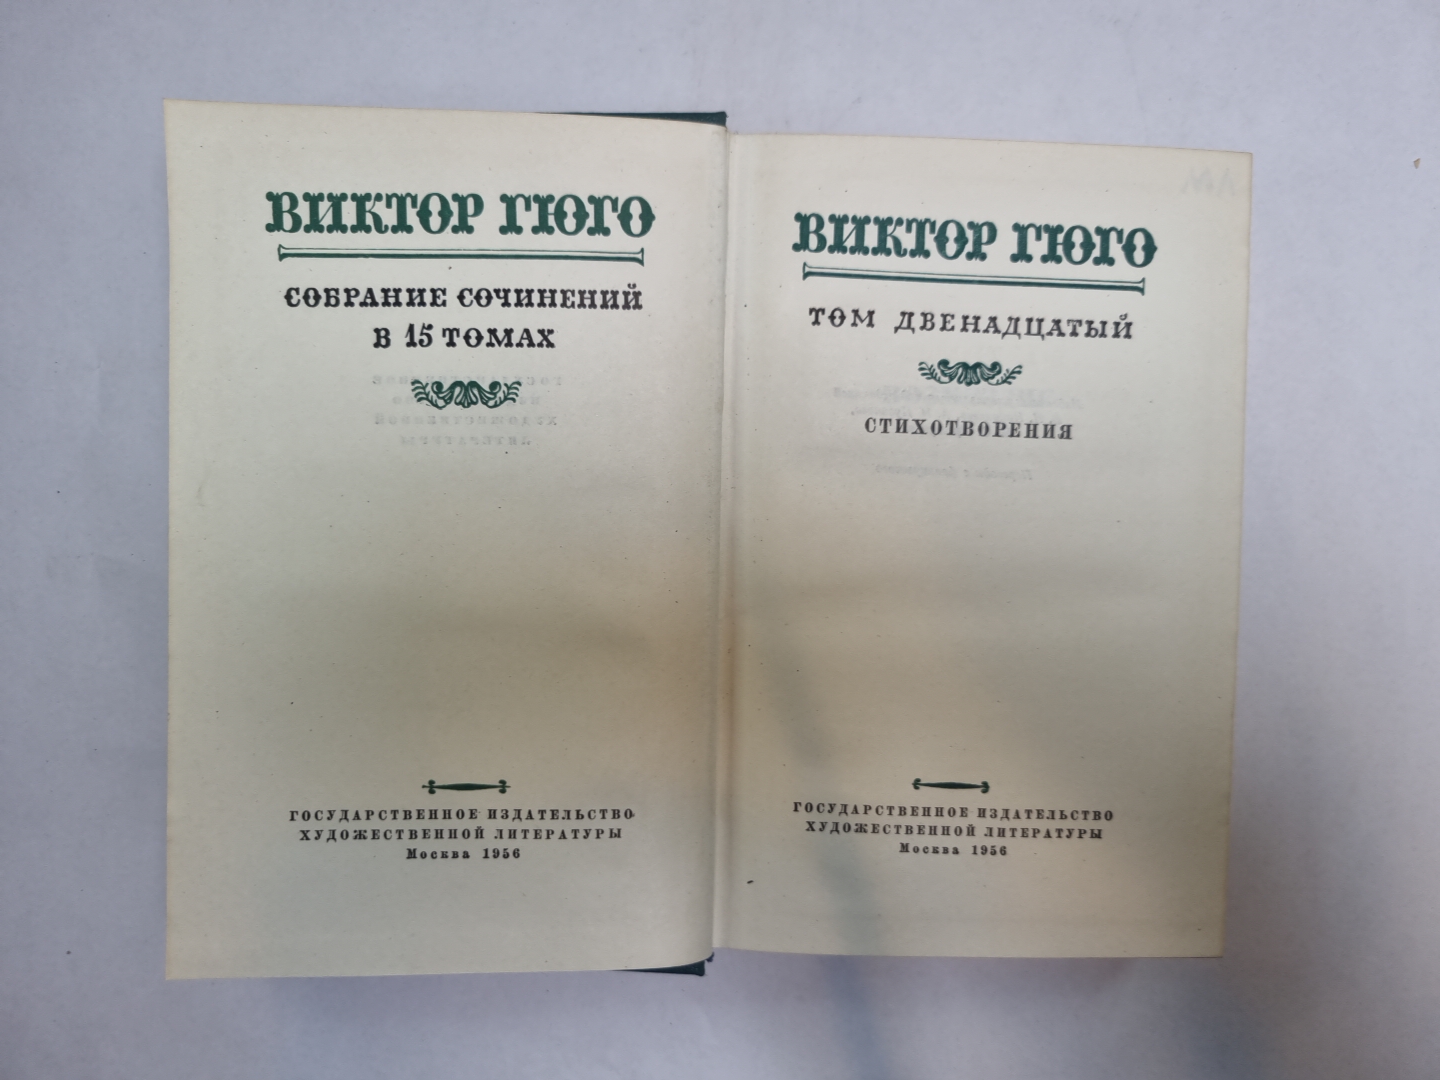 ВИКТОР ГЮГО
СОБРАНИЕ СОЧИНЕНИЙ
В 15 ТОМАХ
ГОСУДАРСТВЕННОЕ ИЗДАТЕЛЬСТВО
ХУДОЖЕСТВЕННОЙ ЛИТЕРАТУРЫ
Москва 1956
ВИКТОР ГЮГО
ТОМ ДВЕНАДЦАТЫЙ
СТИХОТВОРЕНИЯ
ГОСУДАРСТВЕННОЕ ИЗДАТЕЛЬСТВО
ХУДОЖЕСТВЕННОЙ ЛИТЕРАТУРЫ
Москва 1956